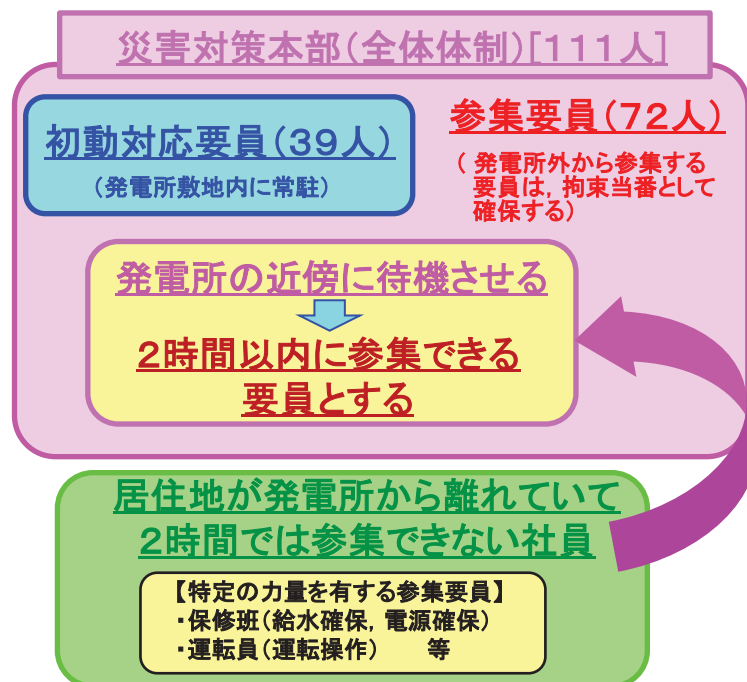 災害対策本部(全体体制)[111人]
初動対応要員(39人)
(発電所敷地内に常駐)
参集要員(72人)
( 発電所外から参集する
要員は, 拘束当番として
確保する)
発電所の近傍に待機させる
2時間以内に参集できる
要員とする
居住地が発電所から離れていて
2時間では参集できない社員
【特定の力量を有する参集要員】
・保修班(給水確保, 電源確保)
・運転員(運転操作)　等